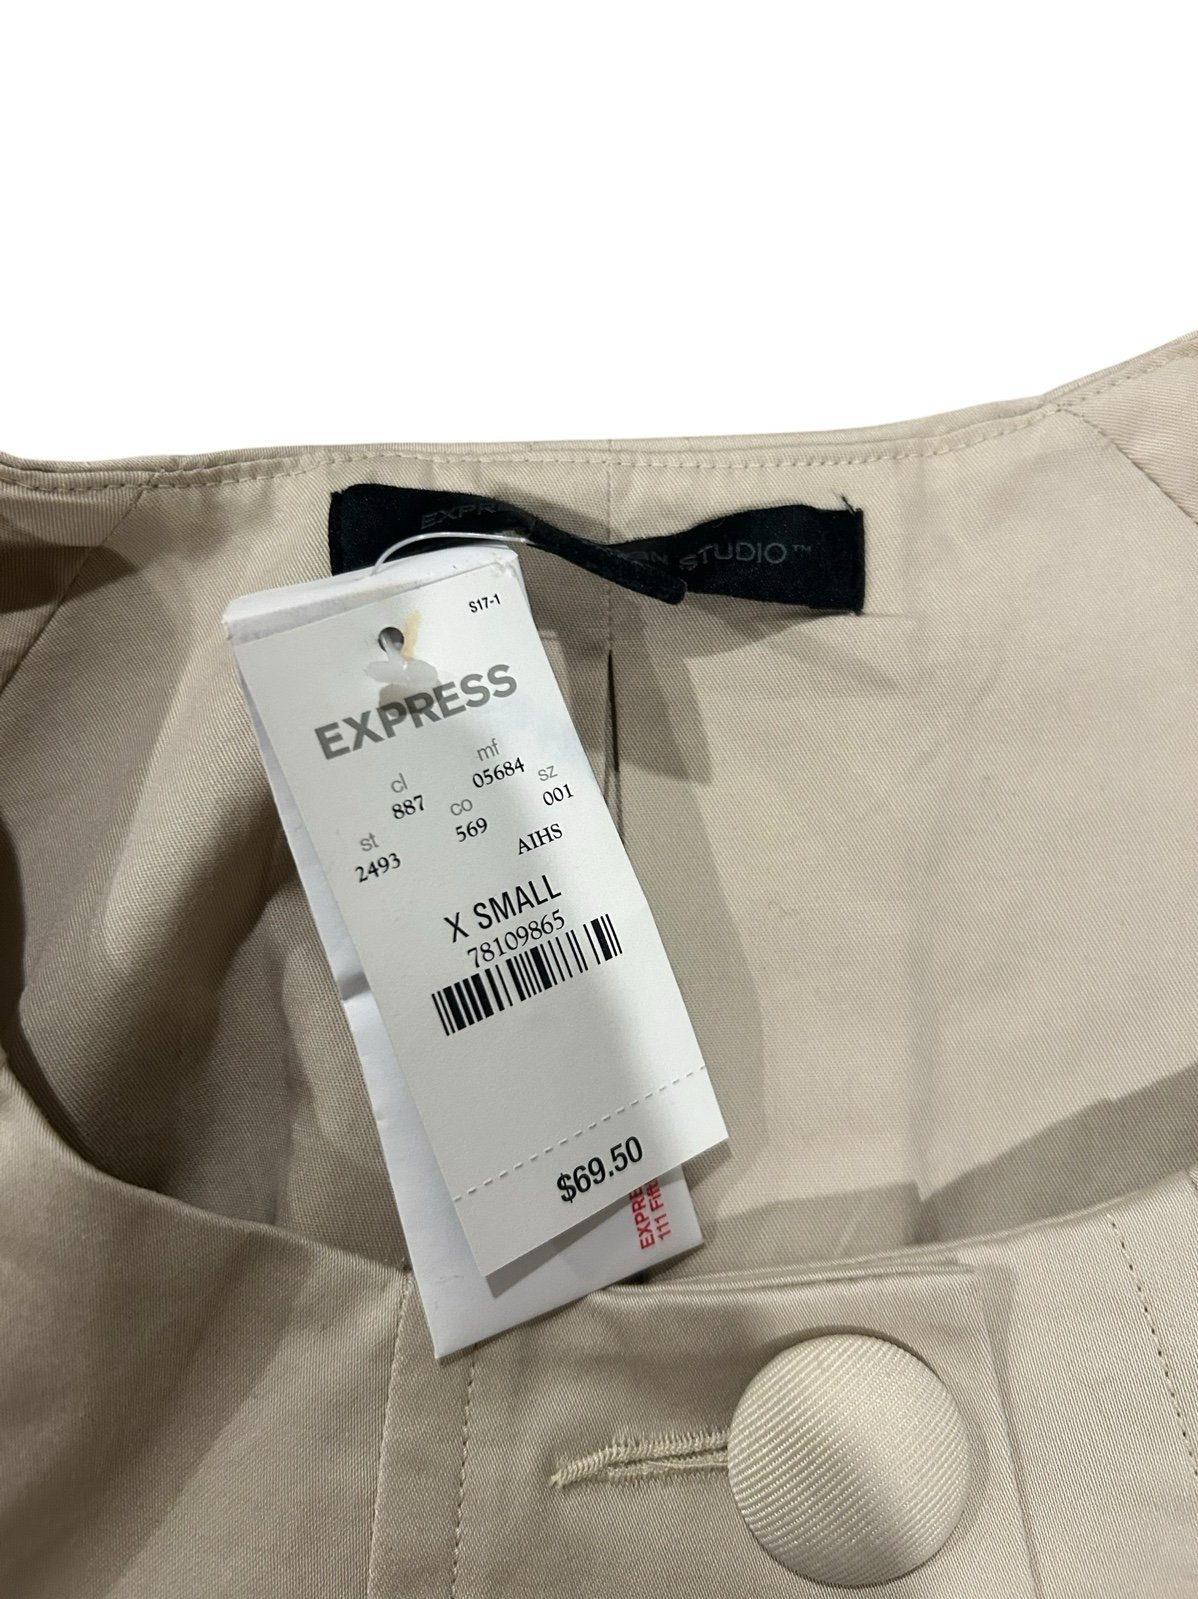 STUDIO™
S17-1
EXPRESS
cl mf
887 05684
st co sz
2493 569 001
AIHS
X SMALL
78109865
$69.50